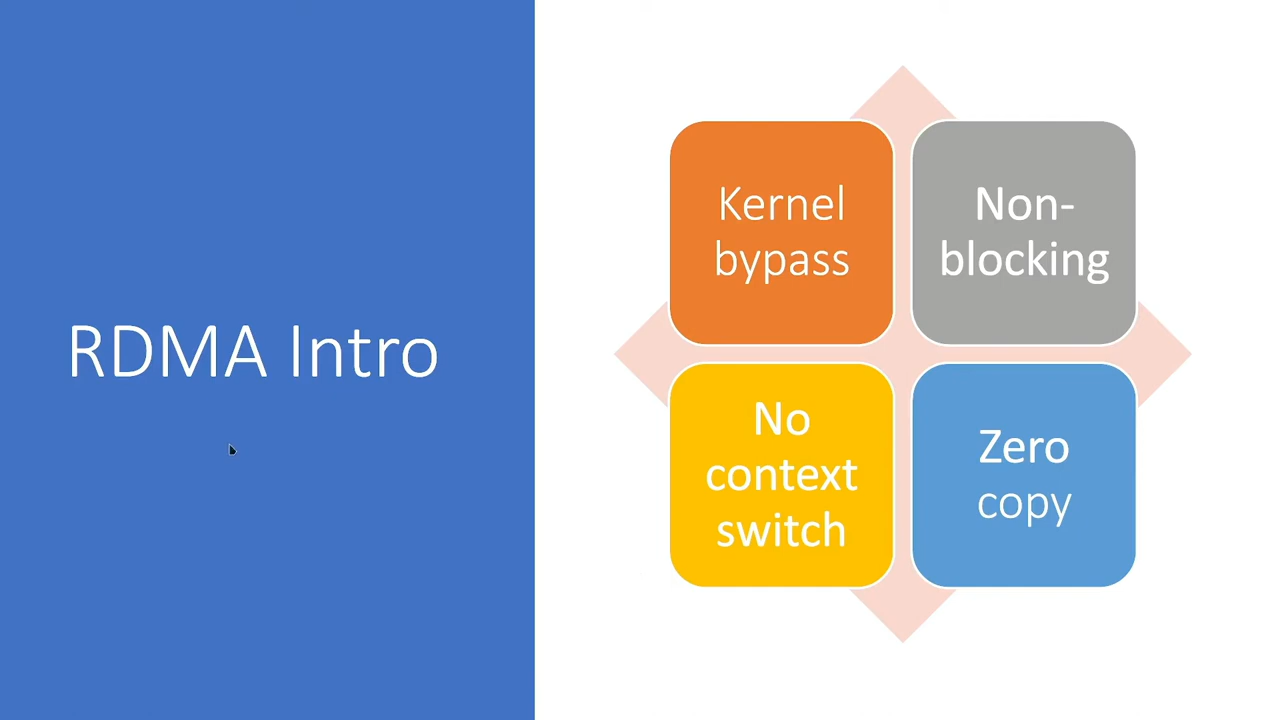 RDMA Intro
Kernel
bypass
Non-
blocking
No
context
switch
Zero
copy